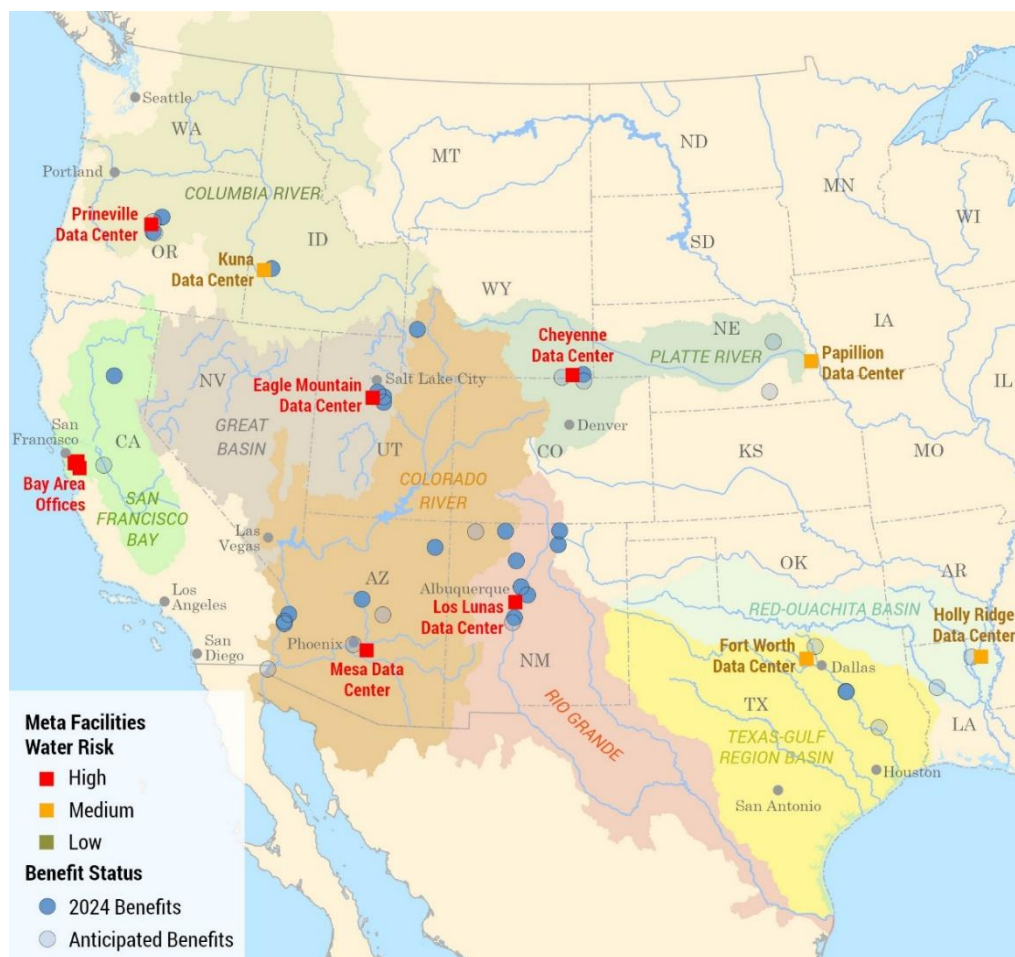 Seattle
WA
MT
ND
MN
Portland
COLUMBIA RIVER
WI
Prineville
Data Center
OR
ID
SD
Kuna
Data Center
WY
IA
NE
Cheyenne
Data Center
PLATTE RIVER
Papillion
Data Center
IL
NV
Salt Lake City
Eagle Mountain
Data Center
GREAT
BASIN
UT
Denver
CO
KS
MO
San
Francisco
CA
Bay Area
Offices
SAN
FRANCISCO
BAY
COLORADO
RIVER
Las
Vegas
OK
AR
AZ
Albuquerque
Los
Angeles
Los Lunas
Data Center
RED-OUACHITA BASIN
Holly Ridge
Data Center
San
Diego
Phoenix
Mesa Data
Center
NM
Fort Worth
Data Center
Dallas
RIO GRANDE
TX
LA
TEXAS-GULF
REGION BASIN
Houston
San Antonio
Meta Facilities
Water Risk
High
Medium
Low
Benefit Status
2024 Benefits
Anticipated Benefits